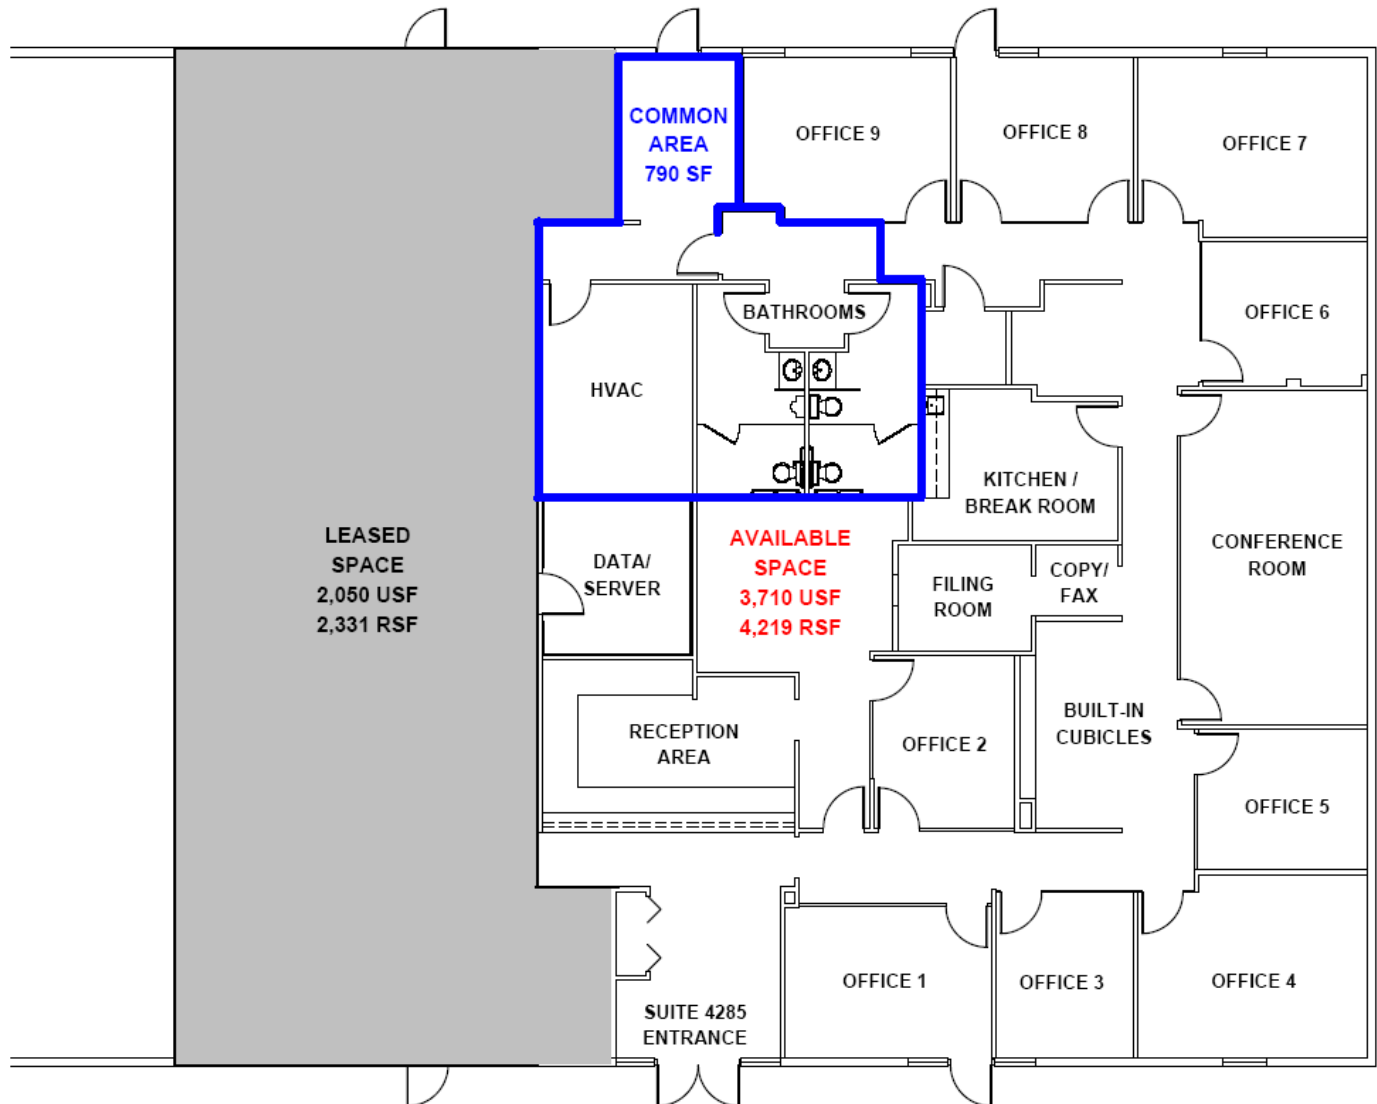 COMMON
AREA
790 SF
OFFICE 9
OFFICE 8
OFFICE 7
BATHROOMS
OFFICE 6
HVAC
KITCHEN /
BREAK ROOM
LEASED
SPACE
2,050 USF
2,331 RSF
DATA/
SERVER
AVAILABLE
SPACE
3,710 USF
4,219 RSF
FILING
ROOM
COPY/
FAX
CONFERENCE
ROOM
RECEPTION
AREA
OFFICE 2
BUILT-IN
CUBICLES
OFFICE 5
OFFICE 1
OFFICE 3
OFFICE 4
SUITE 4285
ENTRANCE